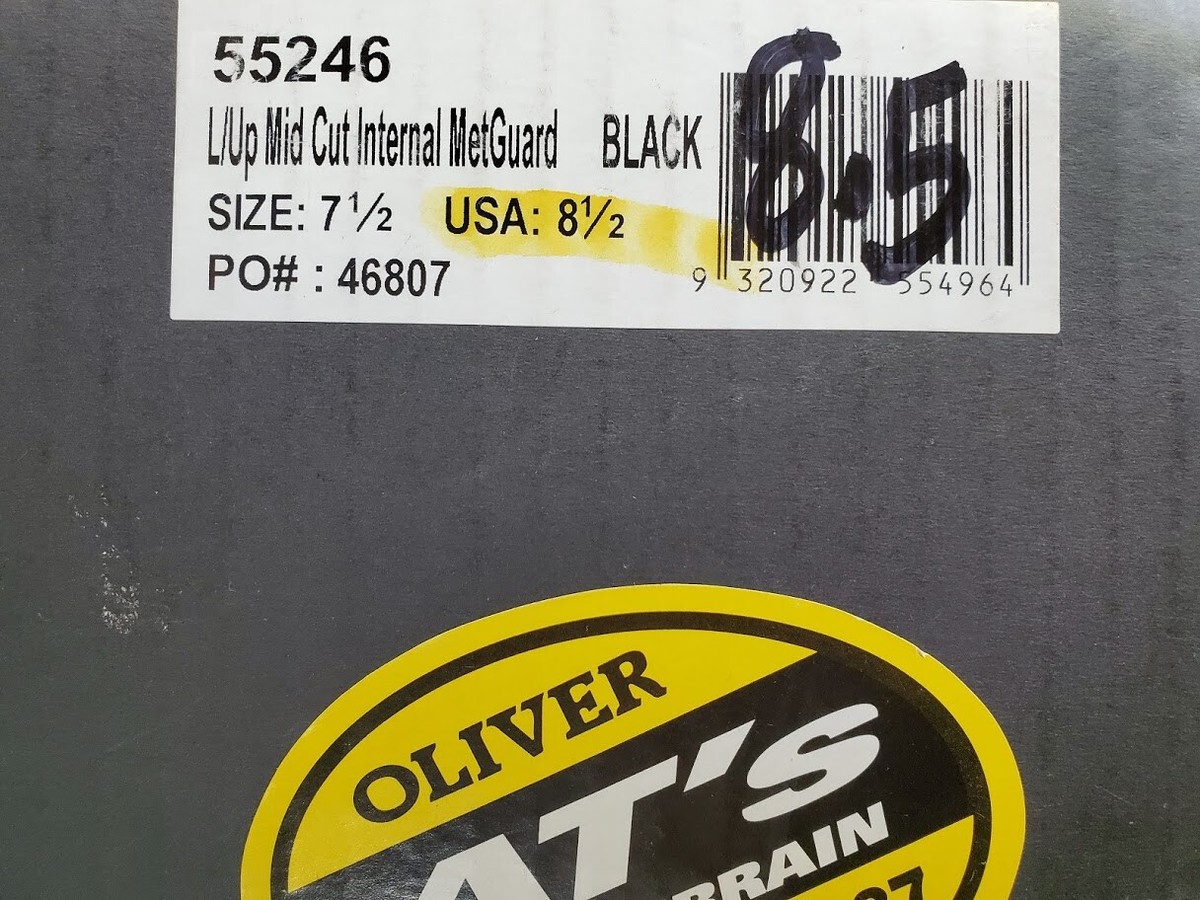 55246
L/Up Mid Cut Internal MetGuard BLACK
SIZE: 7½ USA: 8½
PO# : 46807
8.5
9 320922 554964
OLIVER
AT's